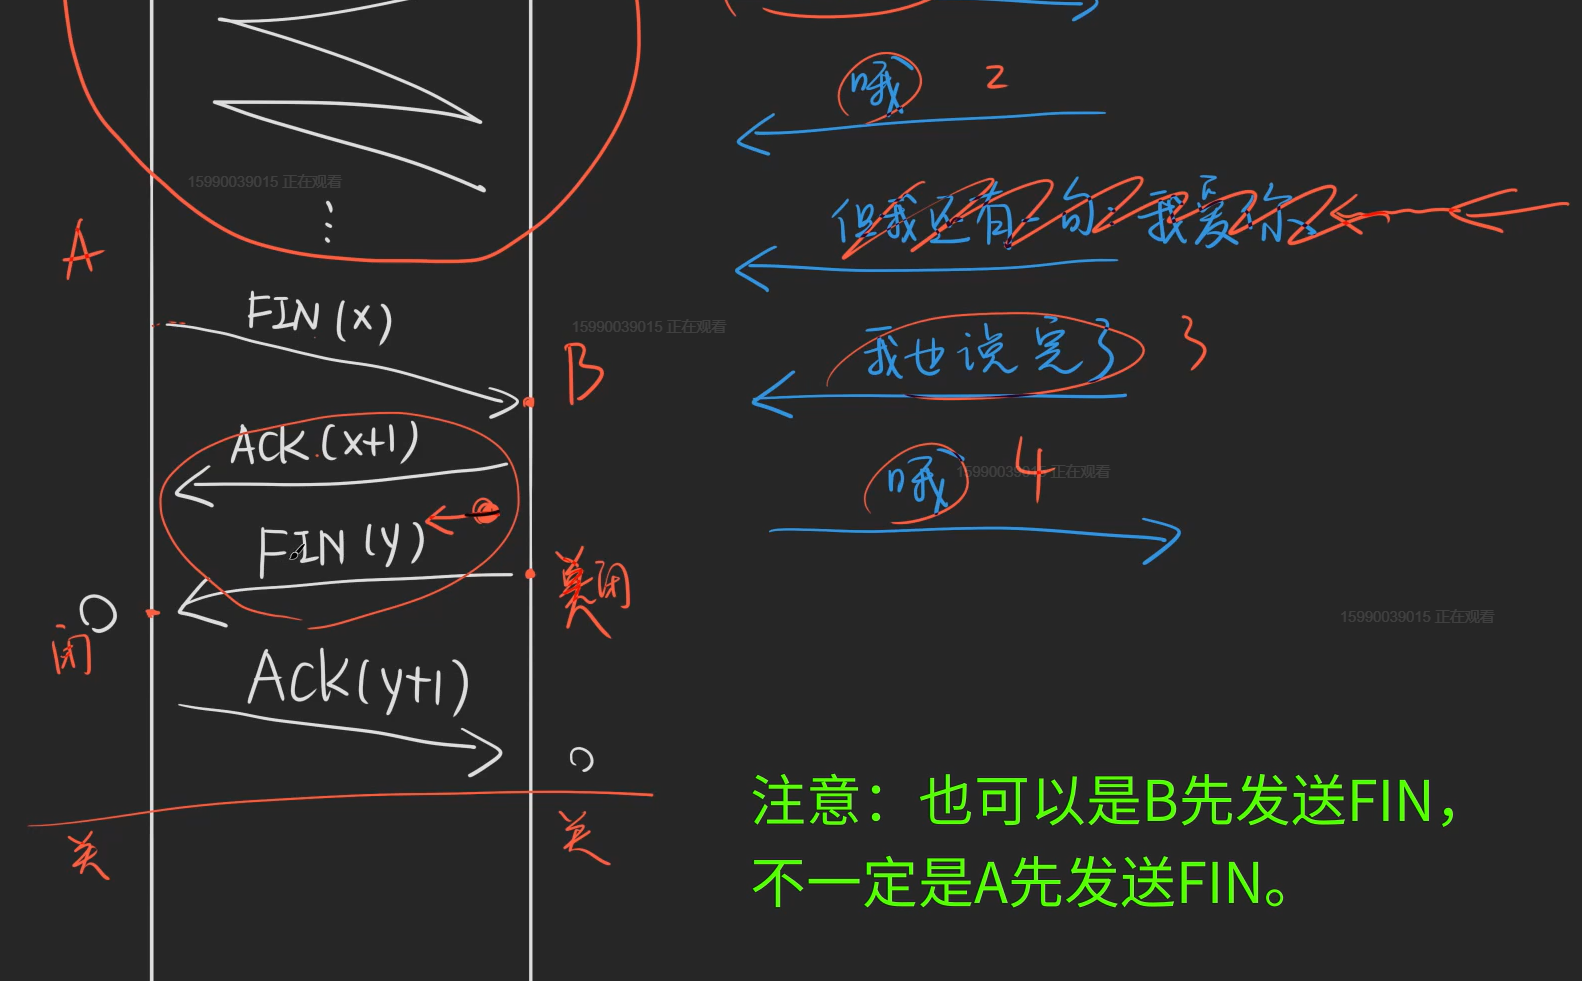 哦 2
15990039015 正在观看
但我还有一句：我爱你
A
FIN(x)
15990039015 正在观看
我也说完了 3
B
ACK(x+1)
哦 4
15990039015 正在观看
FIN(y)
关闭
闭
15990039015 正在观看
ACK(y+1)
注意：也可以是B先发送FIN，
不一定是A先发送FIN。
关
关